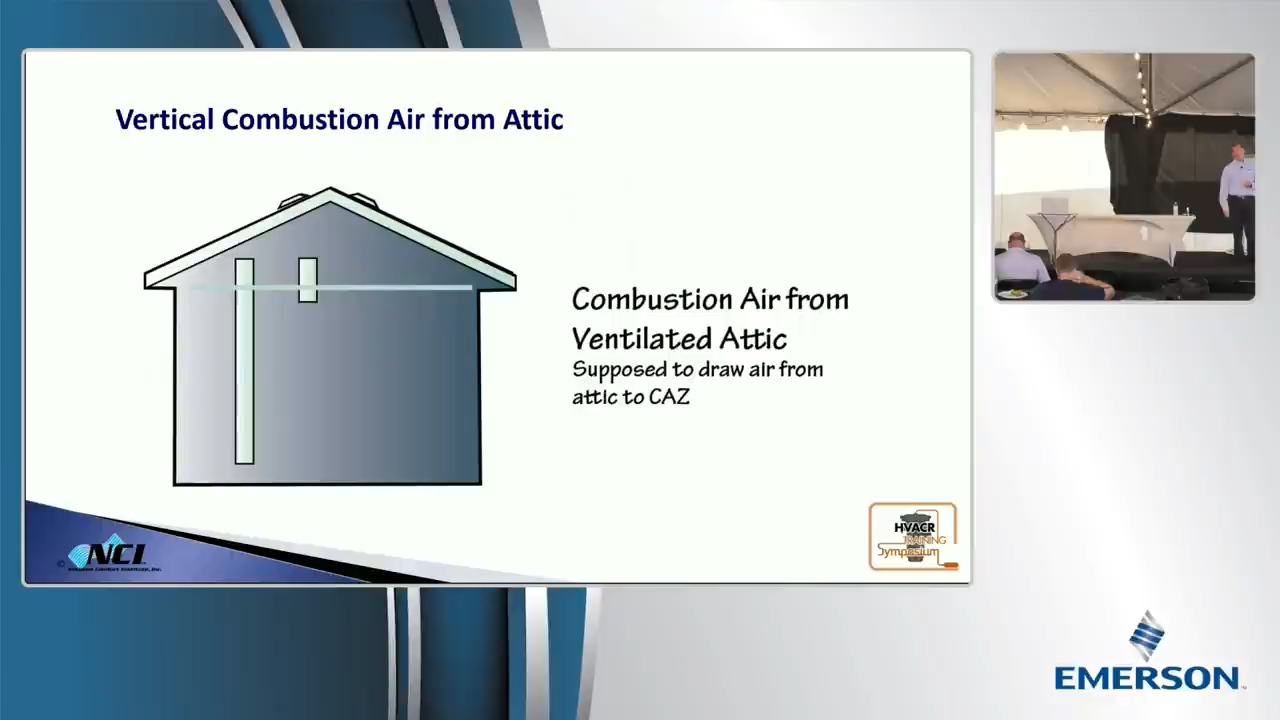 Vertical Combustion Air from Attic
Combustion Air from
Ventilated Attic
Supposed to draw air from
attic to CAZ
© NCI
HVACR
TRAINING
Symposium
EMERSON